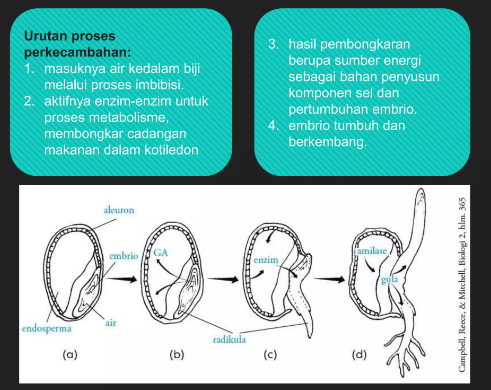 Urutan proses
perkecambahan:
1. masuknya air kedalam biji
melalui proses imbibisi.
2. aktifnya enzim-enzim untuk
proses metabolisme,
membongkar cadangan
makanan dalam kotiledon
3. hasil pembongkaran
berupa sumber energi
sebagai bahan penyusun
komponen sel dan
pertumbuhan embrio.
4. embrio tumbuh dan
berkembang.
aleuron
embrio
endosperma
air
(a)
GA
(b)
radikula
enzim
(c)
amilase
gula
(d)
Campbell, Reece, & Mitchell, Biologi 2, hlm. 365